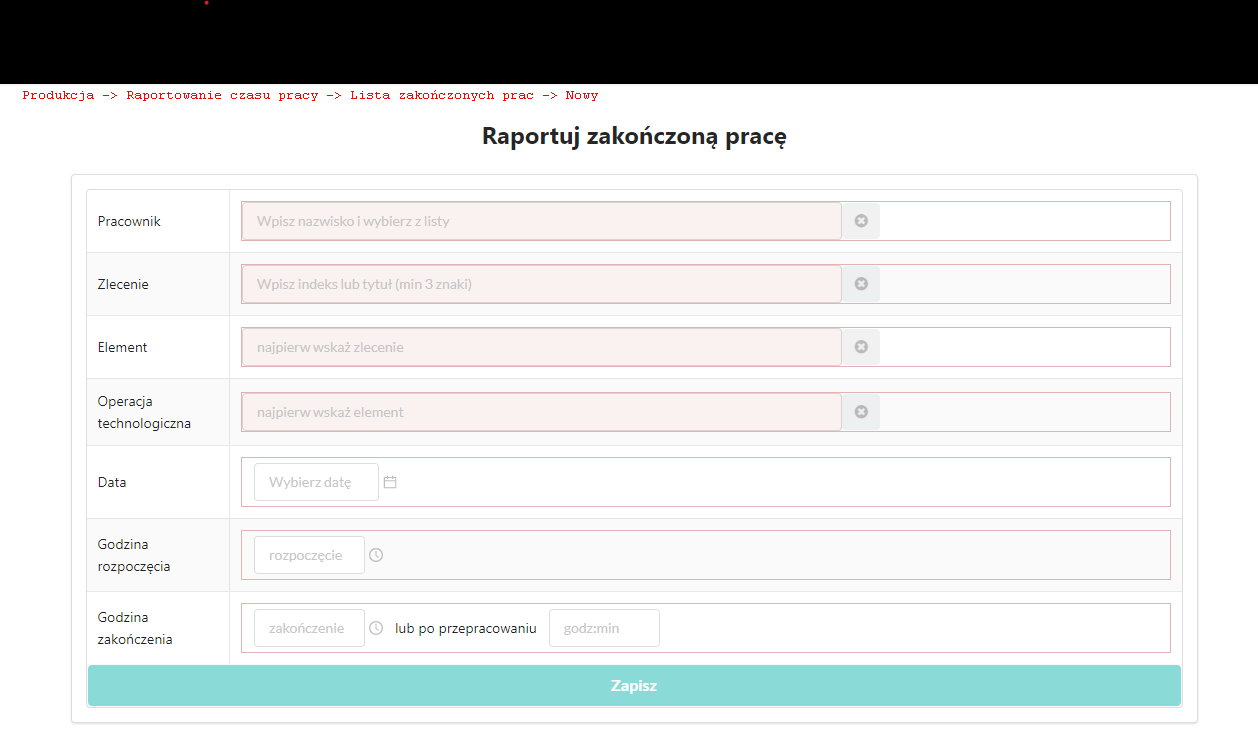 Produkcja -> Raportowanie czasu pracy -> Lista zakończonych prac -> Nowy
Raportuj zakończoną pracę
Pracownik
Wpisz nazwisko i wybierz z listy
Zlecenie
Wpisz indeks lub tytuł (min 3 znaki)
Element
najpierw wskaż zlecenie
Operacja
technologiczna
najpierw wskaż element
Data
Wybierz datę
Godzina
rozpoczęcia
rozpoczęcie
Godzina
zakończenia
zakończenie lub po przepracowaniu godz:min
Zapisz